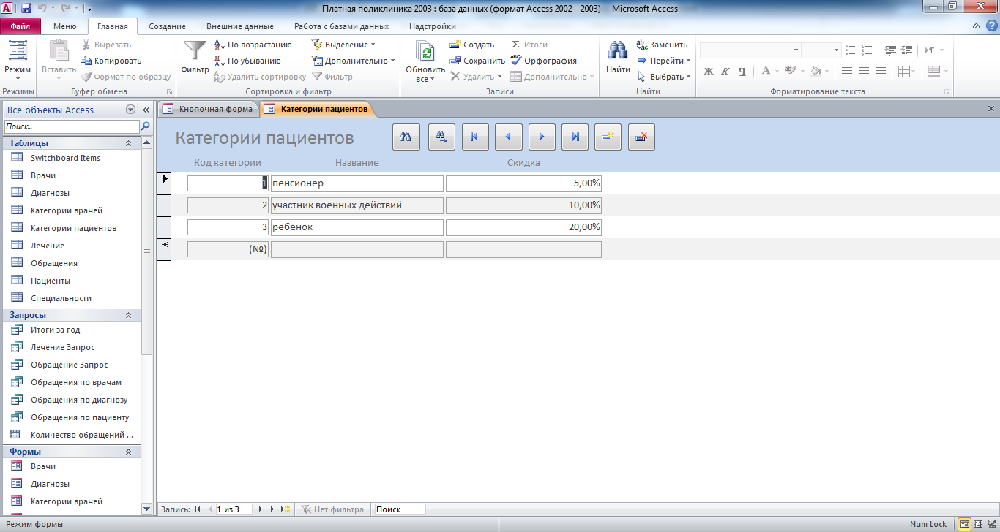 Платная поликлиника 2003 : база данных (формат Access 2002 - 2003) - Microsoft Access
Файл Меню Главная Создание Внешние данные Работа с базами данных Надстройки
Режим
Режимы
Вставить
Вырезать
Копировать
Формат по образцу
Буфер обмена
Фильтр
По возрастанию
По убыванию
Удалить сортировку
Выделение
Дополнительно
Фильтр
Сортировка и фильтр
Обновить
все
Создать
Сохранить
Удалить
Итоги
Орфография
Дополнительно
Записи
Найти
Заменить
Перейти
Выбрать
Найти
Ж К Ч
А
Форматирование текста
Все объекты Access
Поиск...
Таблицы
Switchboard Items
Врачи
Диагнозы
Категории врачей
Категории пациентов
Лечение
Обращения
Пациенты
Специальности
Запросы
Итоги за год
Лечение Запрос
Обращение Запрос
Обращения по врачам
Обращения по диагнозу
Обращения по пациенту
Количество обращений ...
Формы
Врачи
Диагнозы
Категории врачей
Кнопочная форма Категории пациентов
Категории пациентов
Код категории Название Скидка
1 пенсионер 5,00%
2 участник военных действий 10,00%
3 ребёнок 20,00%
(№)
Запись: 1 из 3 Нет фильтра Поиск
Режим формы Num Lock